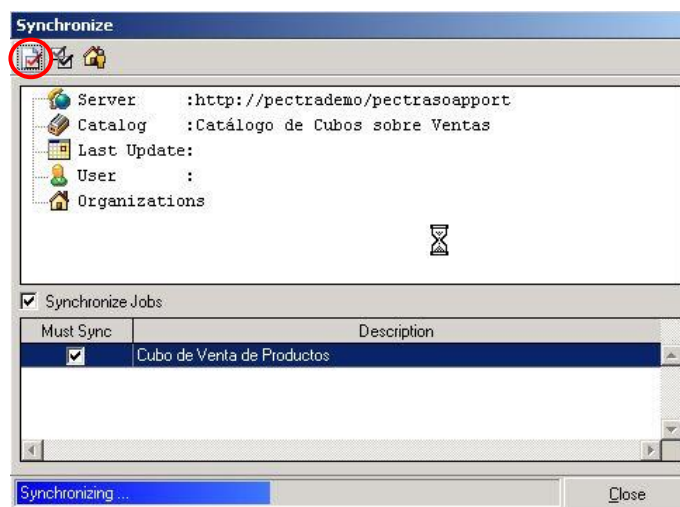 Synchronize
Server :http://pectrademo/pectrasoapport
Catalog :Catálogo de Cubos sobre Ventas
Last Update:
User :
Organizations
Synchronize Jobs
Must Sync Description
Cubo de Venta de Productos
Synchronizing ... Close